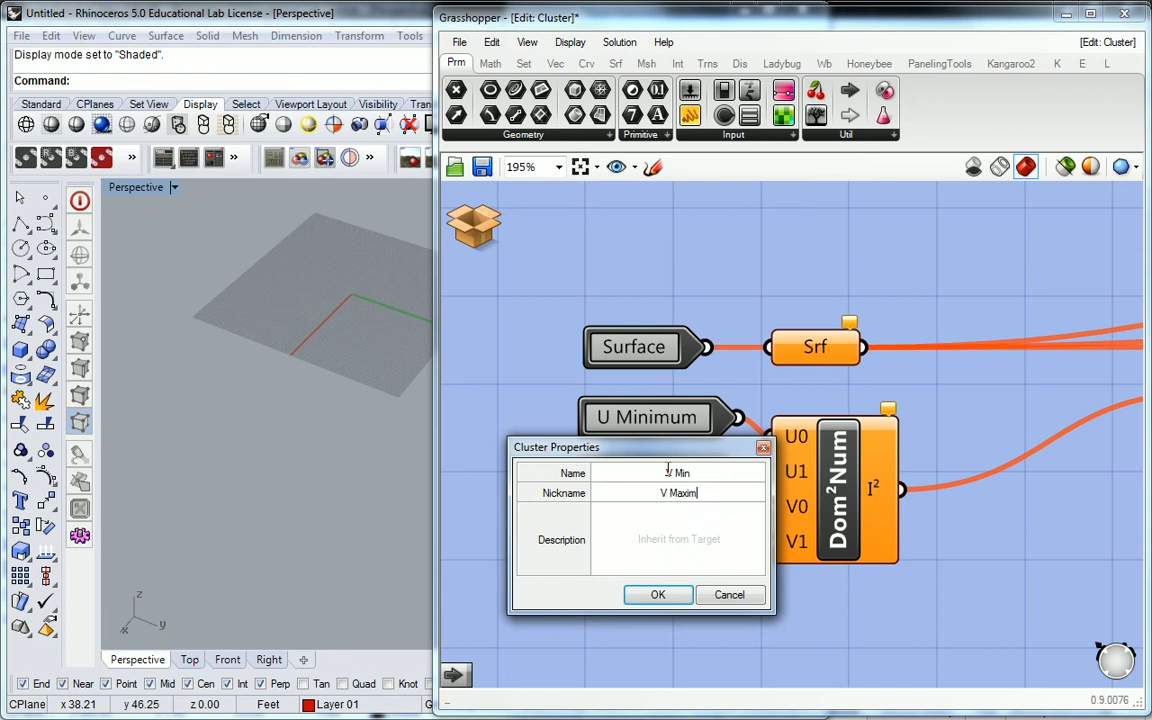 Untitled - Rhinoceros 5.0 Educational Lab License - [Perspective]
File Edit View Curve Surface Solid Mesh Dimension Transform Tools
Display mode set to "Shaded".
Command:
Standard CPlanes Set View Display Select Viewport Layout Visibility Tran
Perspective
z
x
y
Perspective Top Front Right
End Near Point Mid Cen Int Perp Tan Quad Knot
CPlane x 38.21 y 46.25 z 0.00 Feet Layer 01 G
Grasshopper - [Edit: Cluster]*
File Edit View Display Solution Help [Edit: Cluster]
Prm Math Set Vec Crv Srf Msh Int Trns Dis Ladybug Wb Honeybee PanelingTools Kangaroo2 K E L
Geometry Primitive Input Util
195%
Surface
Srf
U Minimum
U0
U1
V0
V1
Dom²Num
I²
Cluster Properties
Name V Min
Nickname V Maxim
Description Inherit from Target
OK Cancel
0.9.0076